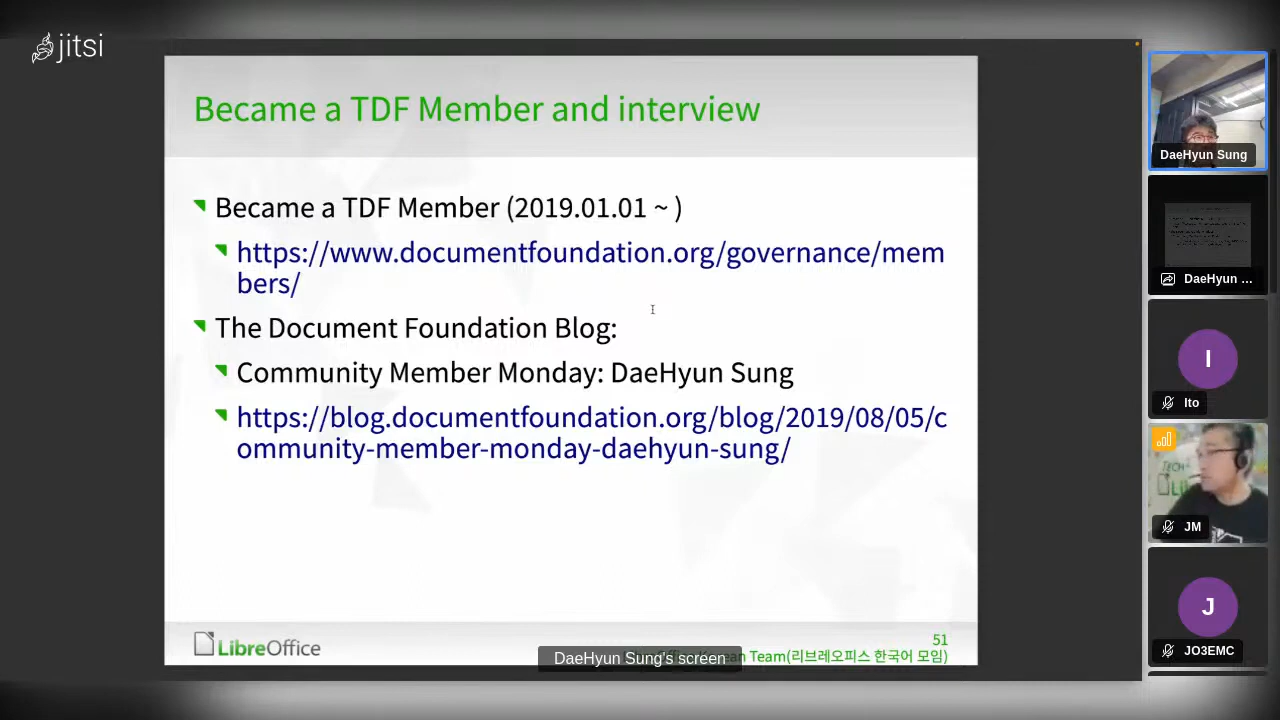 jitsi
Became a TDF Member and interview
Became a TDF Member (2019.01.01 ~ )
https://www.documentfoundation.org/governance/mem
bers/
The Document Foundation Blog:
Community Member Monday: DaeHyun Sung
https://blog.documentfoundation.org/blog/2019/08/05/c
ommunity-member-monday-daehyun-sung/
LibreOffice
51
Team(리브레오피스 한국어 모임)
DaeHyun Sung's screen
DaeHyun Sung
DaeHyun ...
I
Ito
TECH
LIB
JM
J
JO3EMC